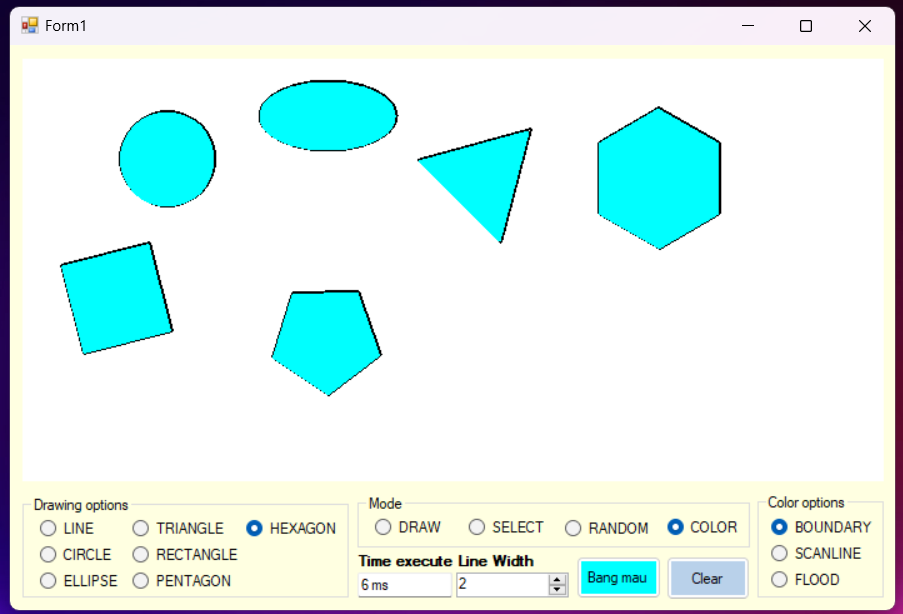 Form1
Drawing options
LINE
TRIANGLE
HEXAGON
CIRCLE
RECTANGLE
ELLIPSE
PENTAGON
Mode
DRAW
SELECT
RANDOM
COLOR
Time execute
Line Width
6 ms
2
Bang mau
Clear
Color options
BOUNDARY
SCANLINE
FLOOD